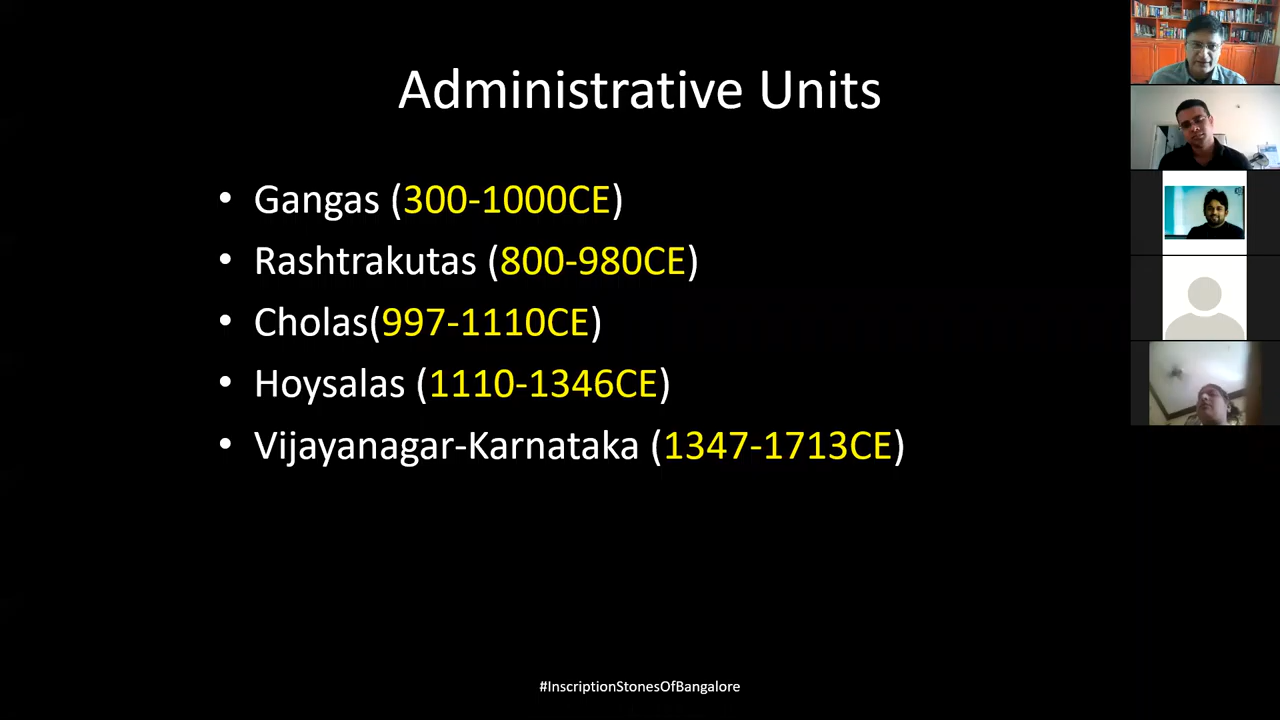 Administrative Units
• Gangas (300-1000CE)
• Rashtrakutas (800-980CE)
• Cholas(997-1110CE)
• Hoysalas (1110-1346CE)
• Vijayanagar-Karnataka (1347-1713CE)
#InscriptionStonesOfBangalore